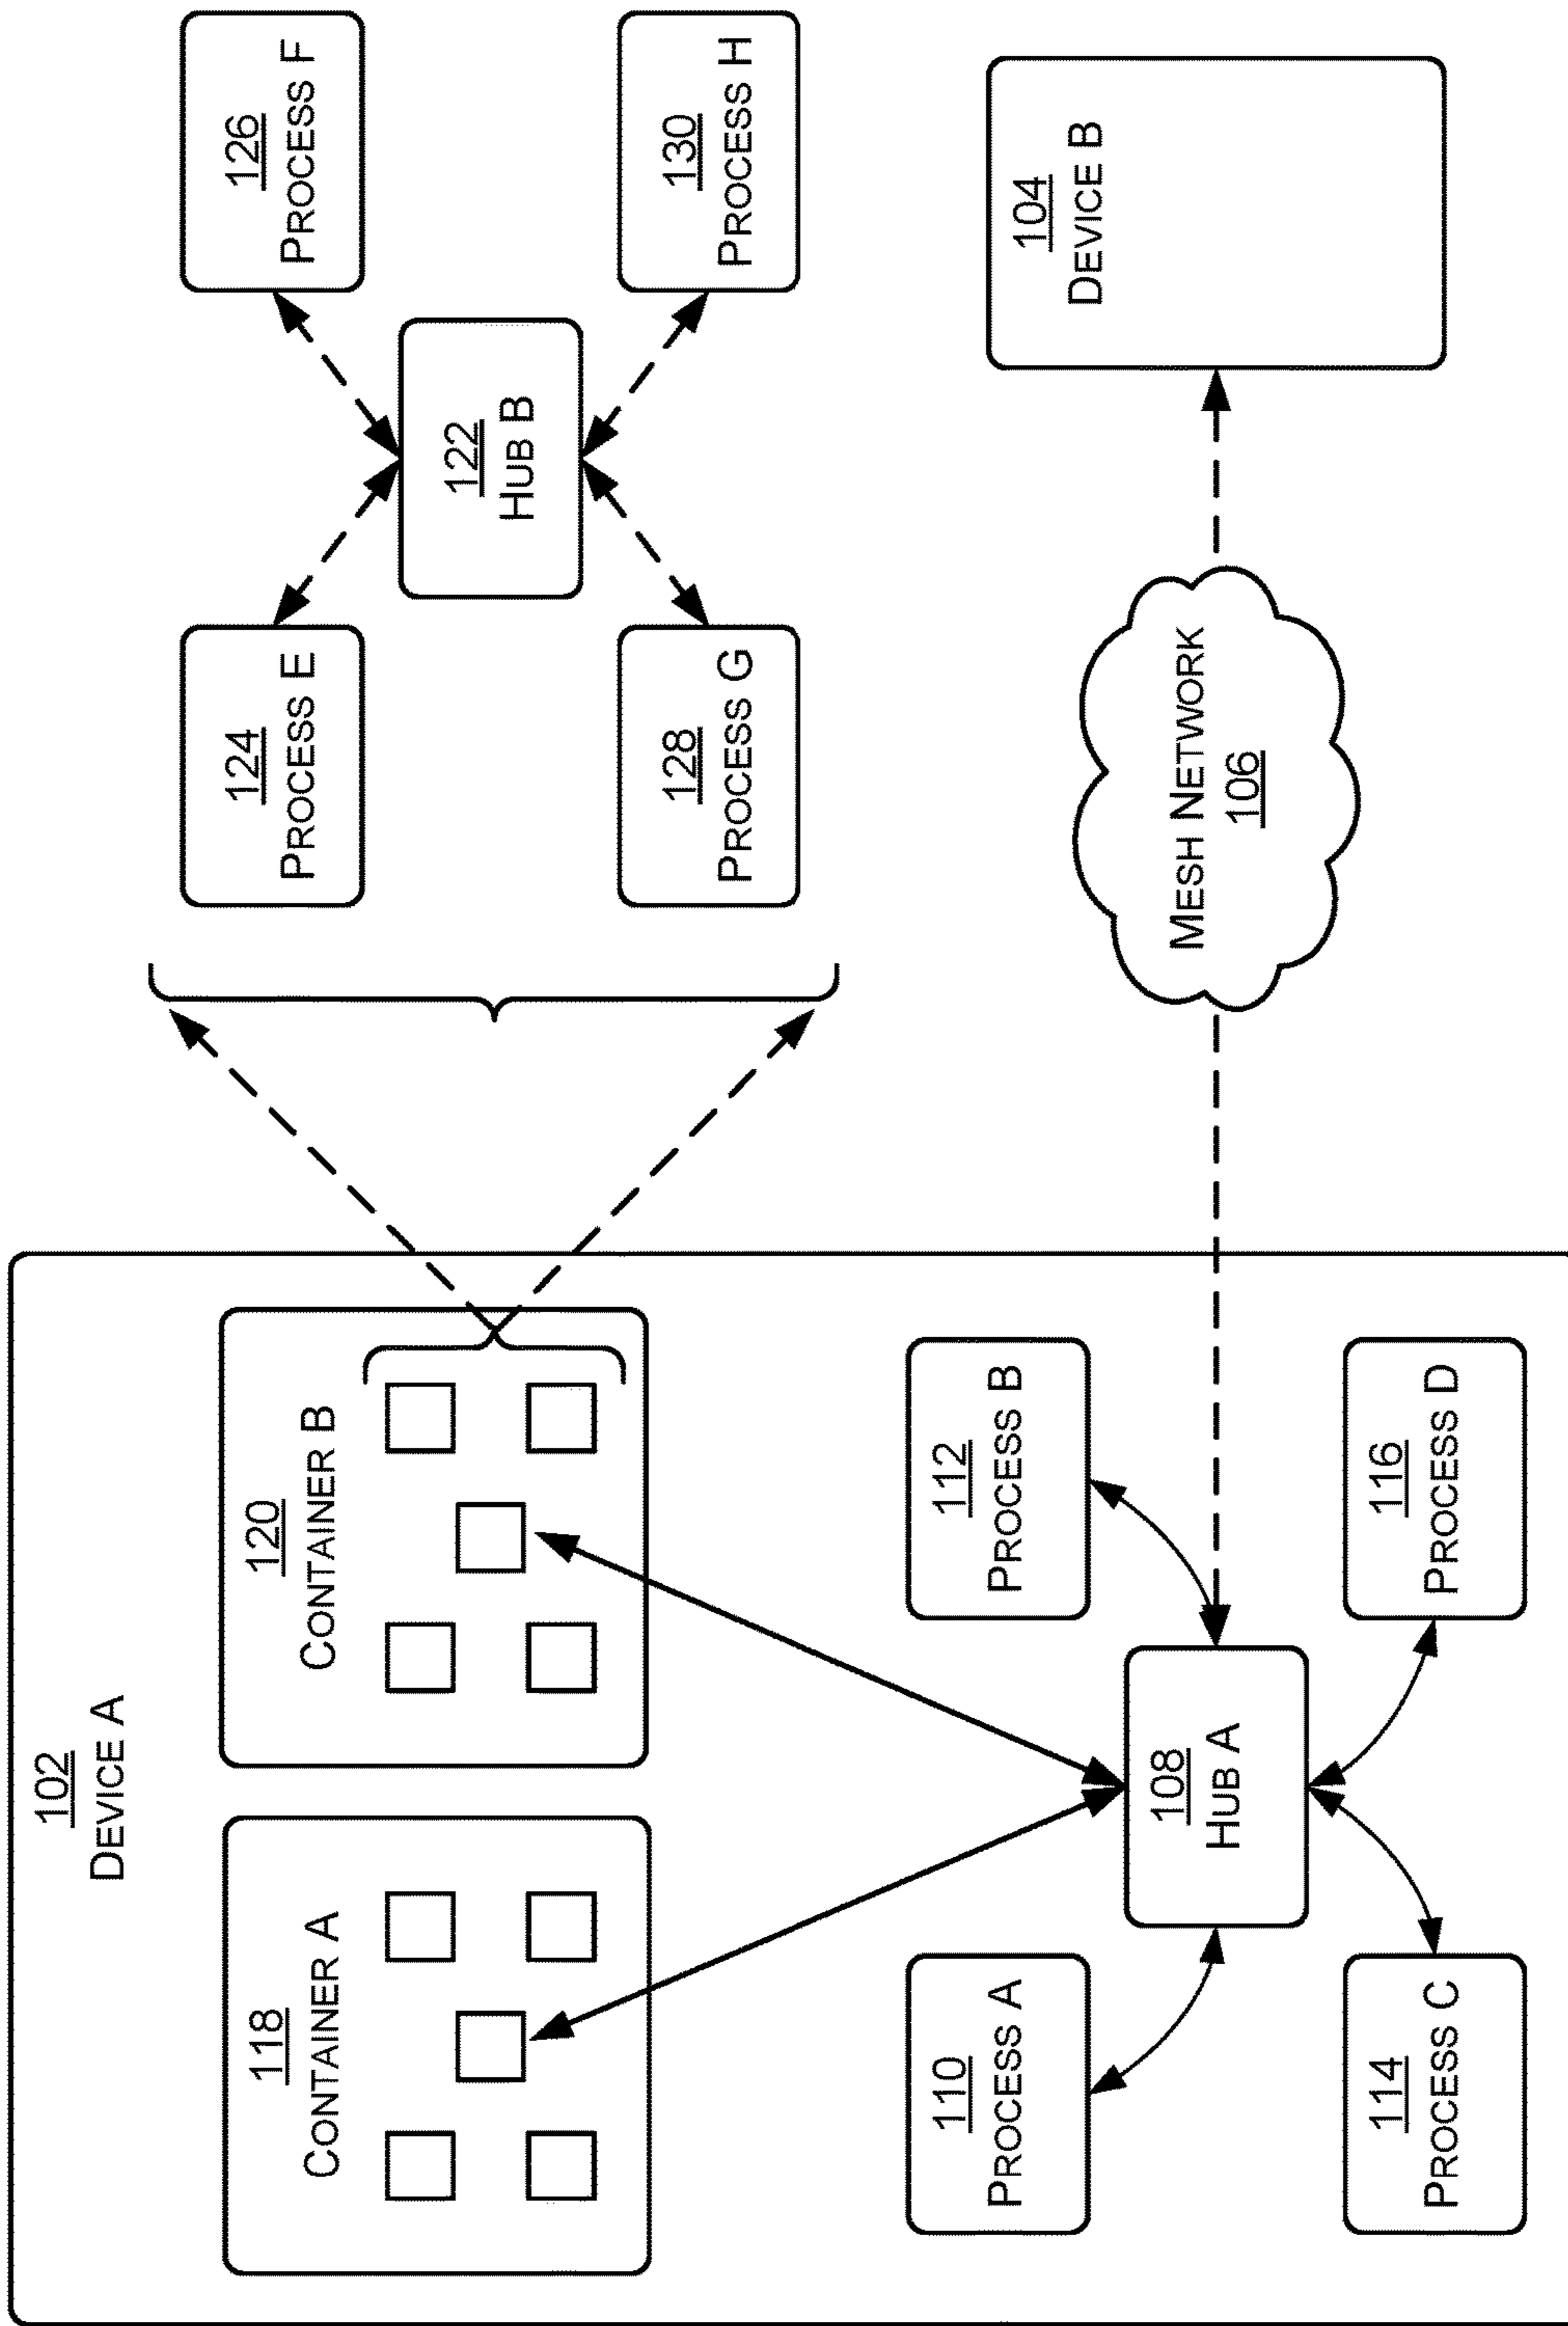 102
DEVICE A
118
CONTAINER A
120
CONTAINER B
110
PROCESS A
112
PROCESS B
108
HUB A
114
PROCESS C
116
PROCESS D
124
PROCESS E
126
PROCESS F
122
HUB B
128
PROCESS G
130
PROCESS H
MESH NETWORK
106
104
DEVICE B